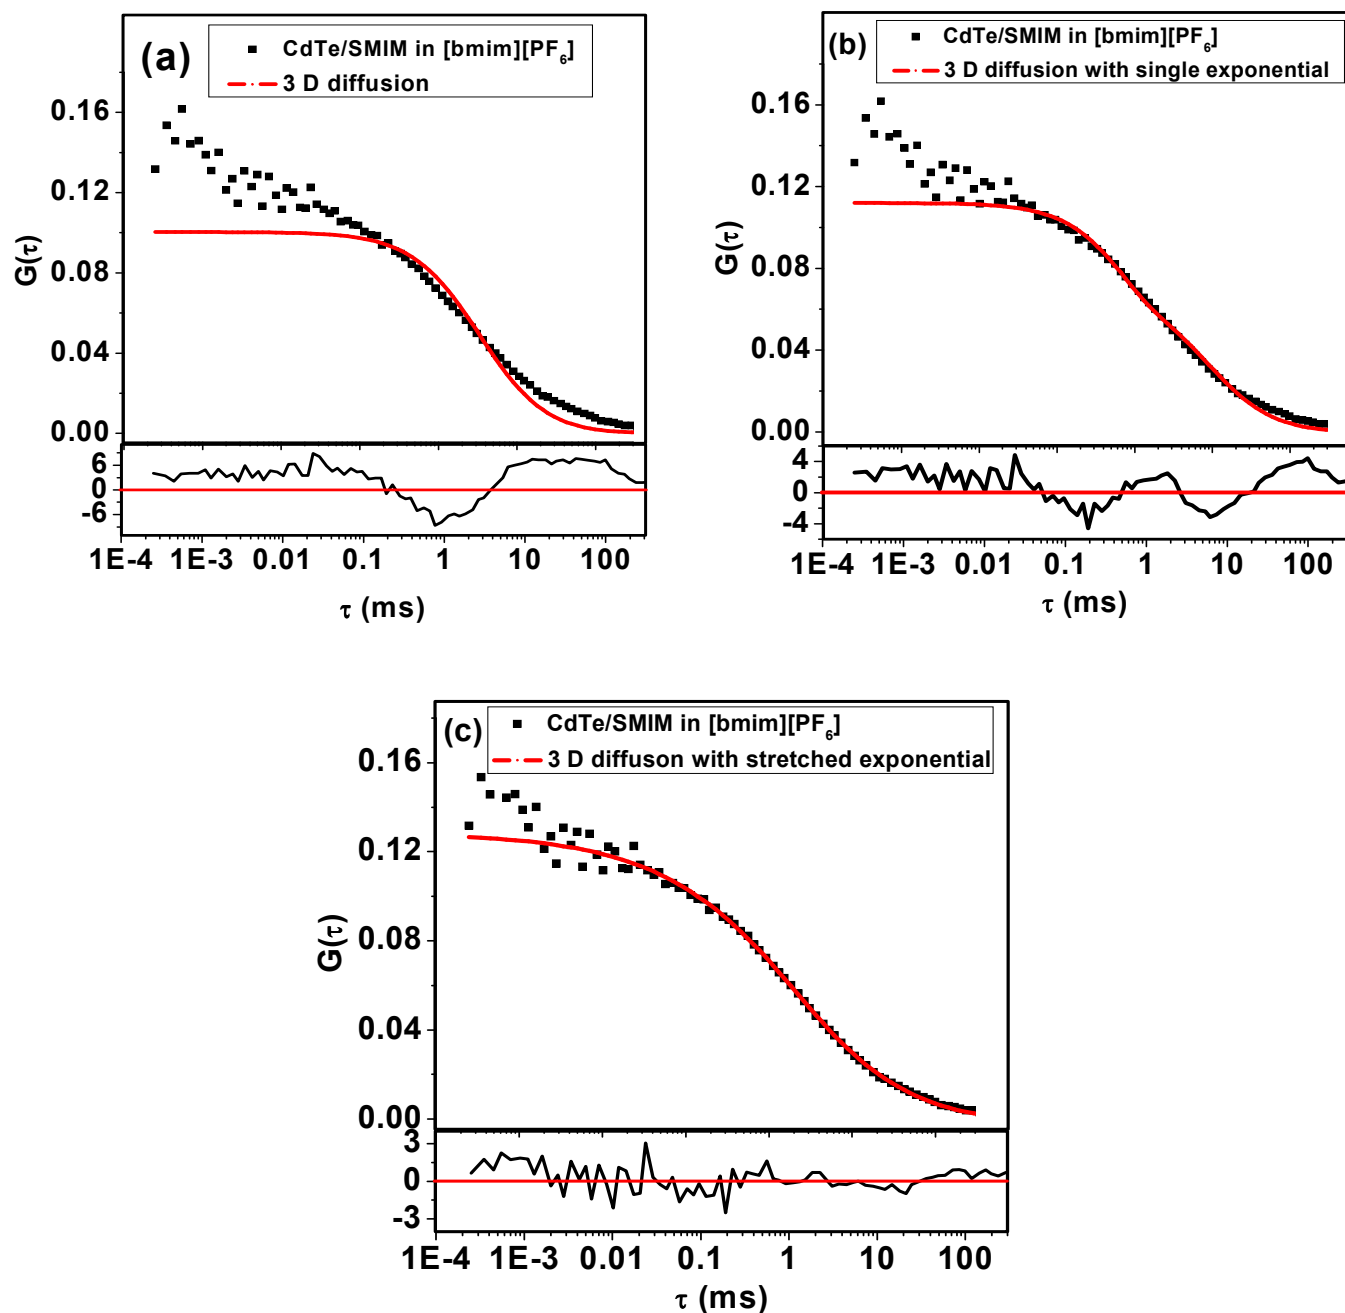 (a)
CdTe/SMIM in [bmim][PF₆]
3 D diffusion
0.16
0.12
0.08
0.04
0.00
G(τ)
6
0
-6
1E-4 1E-3 0.01 0.1 1 10 100
τ (ms)
(b)
CdTe/SMIM in [bmim][PF₆]
3 D diffusion with single exponential
0.16
0.12
0.08
0.04
0.00
G(τ)
4
0
-4
1E-4 1E-3 0.01 0.1 1 10 100
τ (ms)
(c)
CdTe/SMIM in [bmim][PF₆]
3 D diffuson with stretched exponential
0.16
0.12
0.08
0.04
0.00
G(τ)
3
0
-3
1E-4 1E-3 0.01 0.1 1 10 100
τ (ms)